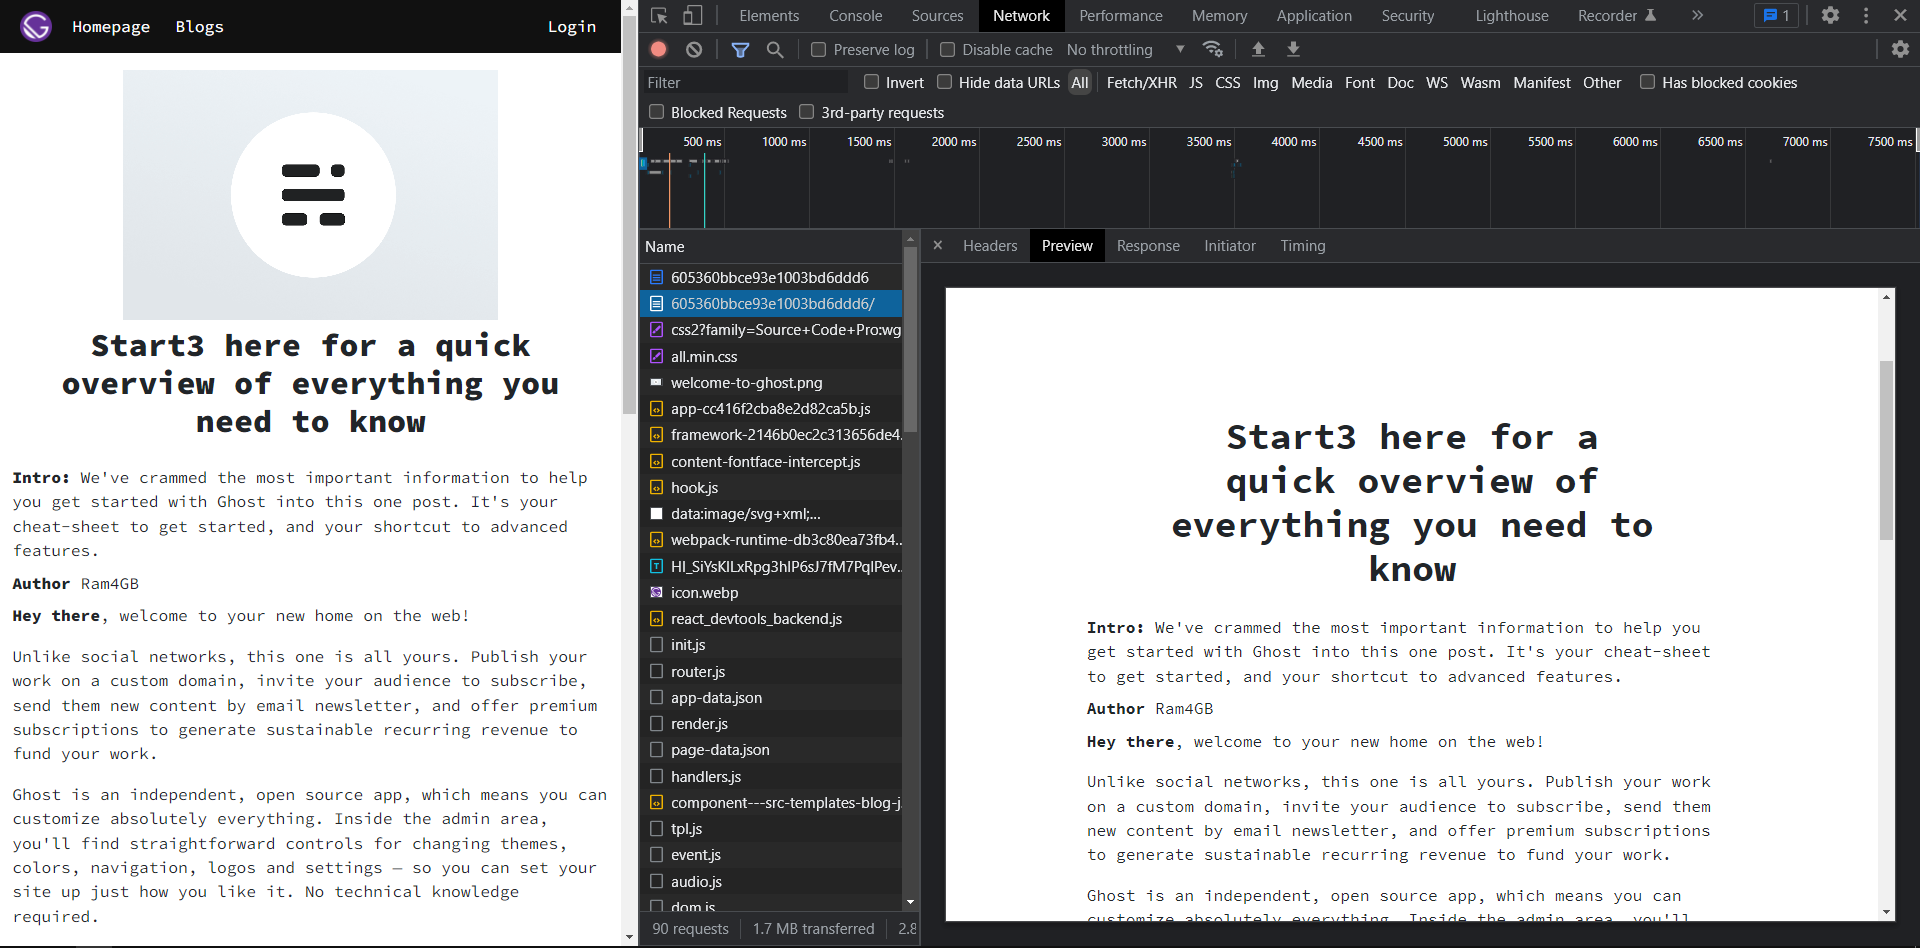 Homepage Blogs Login
Start3 here for a quick
overview of everything you
need to know
Intro: We've crammed the most important information to help
you get started with Ghost into this one post. It's your
cheat-sheet to get started, and your shortcut to advanced
features.
Author Ram4GB
Hey there, welcome to your new home on the web!
Unlike social networks, this one is all yours. Publish your
work on a custom domain, invite your audience to subscribe,
send them new content by email newsletter, and offer premium
subscriptions to generate sustainable recurring revenue to
fund your work.
Ghost is an independent, open source app, which means you can
customize absolutely everything. Inside the admin area,
you'll find straightforward controls for changing themes,
colors, navigation, logos and settings — so you can set your
site up just how you like it. No technical knowledge
required.
Elements Console Sources Network Performance Memory Application Security Lighthouse Recorder 1
Preserve log Disable cache No throttling
Filter Invert Hide data URLs All Fetch/XHR JS CSS Img Media Font Doc WS Wasm Manifest Other Has blocked cookies
Blocked Requests 3rd-party requests
500 ms 1000 ms 1500 ms 2000 ms 2500 ms 3000 ms 3500 ms 4000 ms 4500 ms 5000 ms 5500 ms 6000 ms 6500 ms 7000 ms 7500 ms
Name
605360bbce93e1003bd6ddd6
605360bbce93e1003bd6ddd6/
css2?family=Source+Code+Pro:wg
all.min.css
welcome-to-ghost.png
app-cc416f2cba8e2d82ca5b.js
framework-2146b0ec2c313656de4.
content-fontface-intercept.js
hook.js
data:image/svg+xml;...
webpack-runtime-db3c80ea73fb4..
HI_SiYsKILxRpg3hIP6sJ7fM7PqlPev..
icon.webp
react_devtools_backend.js
init.js
router.js
app-data.json
render.js
page-data.json
handlers.js
component---src-templates-blog-j
tpl.js
event.js
audio.js
dom.js
90 requests 1.7 MB transferred 2.8
Headers Preview Response Initiator Timing
Start3 here for a
quick overview of
everything you need to
know
Intro: We've crammed the most important information to help you
get started with Ghost into this one post. It's your cheat-sheet
to get started, and your shortcut to advanced features.
Author Ram4GB
Hey there, welcome to your new home on the web!
Unlike social networks, this one is all yours. Publish your work
on a custom domain, invite your audience to subscribe, send them
new content by email newsletter, and offer premium subscriptions
to generate sustainable recurring revenue to fund your work.
Ghost is an independent, open source app, which means you can
customize absolutely everything. Inside the admin area, you'll